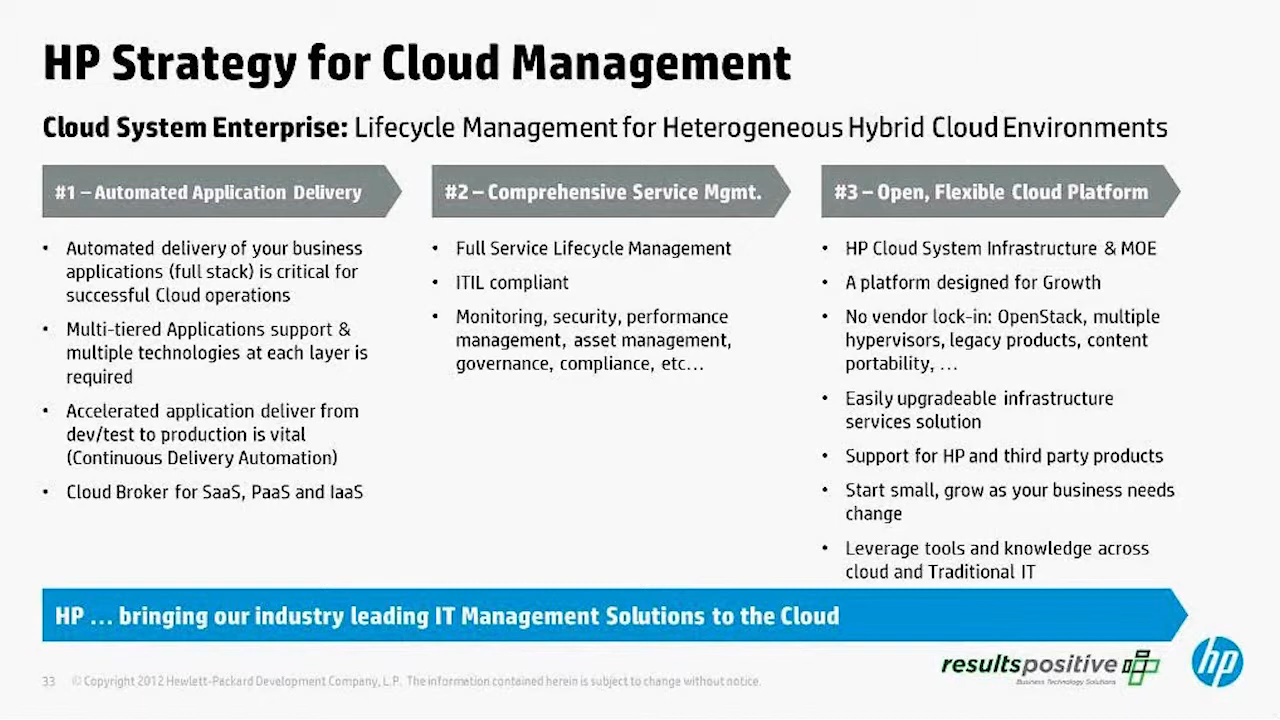 HP Strategy for Cloud Management
Cloud System Enterprise: Lifecycle Management for Heterogeneous Hybrid Cloud Environments
#1 – Automated Application Delivery
• Automated delivery of your business
applications (full stack) is critical for
successful Cloud operations
• Multi-tiered Applications support &
multiple technologies at each layer is
required
• Accelerated application deliver from
dev/test to production is vital
(Continuous Delivery Automation)
• Cloud Broker for SaaS, PaaS and IaaS
#2 – Comprehensive Service Mgmt.
• Full Service Lifecycle Management
• ITIL compliant
• Monitoring, security, performance
management, asset management,
governance, compliance, etc…
#3 – Open, Flexible Cloud Platform
• HP Cloud System Infrastructure & MOE
• A platform designed for Growth
• No vendor lock-in: OpenStack, multiple
hypervisors, legacy products, content
portability, …
• Easily upgradeable infrastructure
services solution
• Support for HP and third party products
• Start small, grow as your business needs
change
• Leverage tools and knowledge across
cloud and Traditional IT
HP … bringing our industry leading IT Management Solutions to the Cloud
33 © Copyright 2012 Hewlett-Packard Development Company, L.P. The information contained herein is subject to change without notice.
resultspositive
Business Technology Solutions
hp